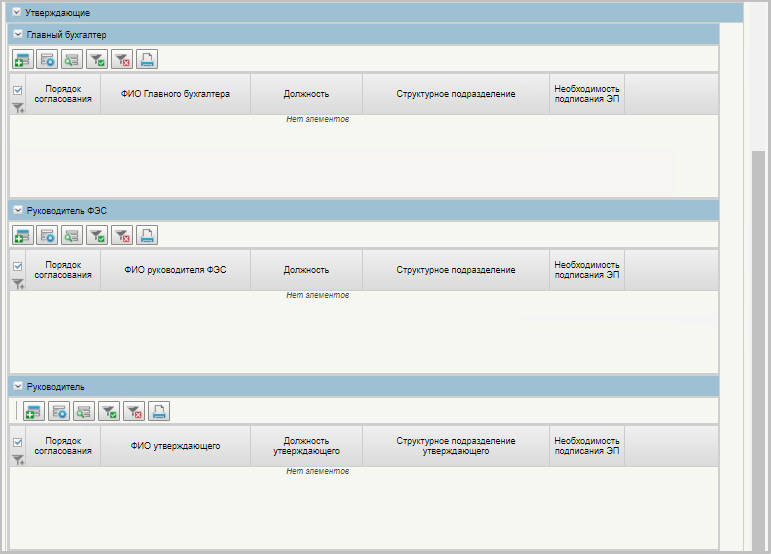 Утверждающие
Главный бухгалтер
Порядок согласования
ФИО Главного бухгалтера
Должность
Структурное подразделение
Необходимость подписания ЭП
Нет элементов
Руководитель ФЭС
Порядок согласования
ФИО руководителя ФЭС
Должность
Структурное подразделение
Необходимость подписания ЭП
Нет элементов
Руководитель
Порядок согласования
ФИО утверждающего
Должность утверждающего
Структурное подразделение утверждающего
Необходимость подписания ЭП
Нет элементов